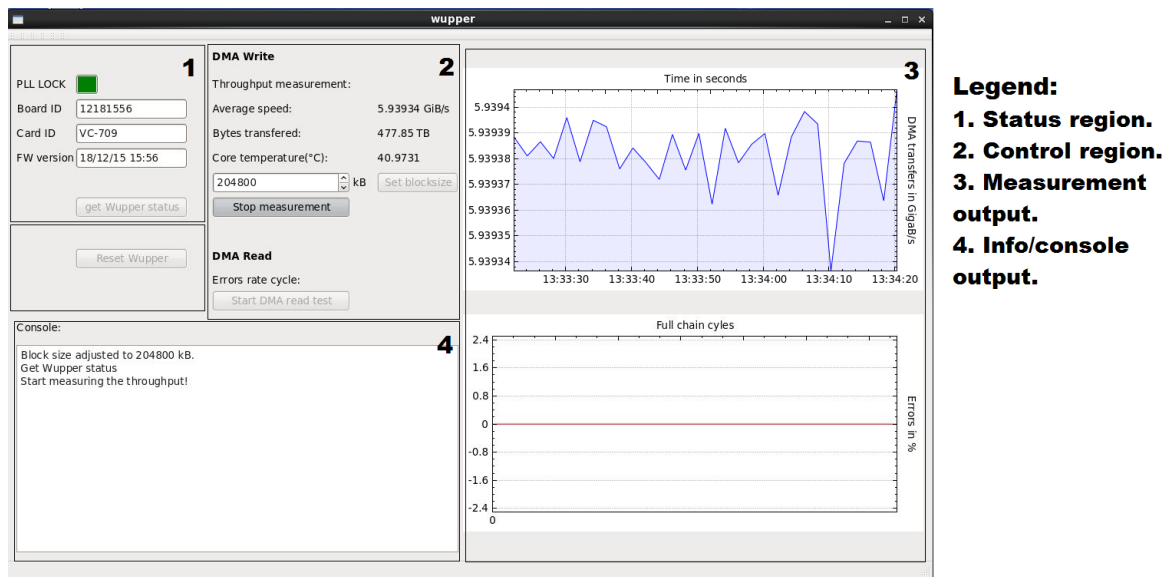 wupper
1
PLL LOCK
Board ID 12181556
Card ID VC-709
FW version 18/12/15 15:56
get Wupper status
Reset Wupper
2
DMA Write
Throughput measurement:
Average speed: 5.93934 GiB/s
Bytes transfered: 477.85 TB
Core temperature(°C): 40.9731
204800 kB Set blocksize
Stop measurement
DMA Read
Errors rate cycle:
Start DMA read test
3
Time in seconds
5.9394
5.93939
5.93938
5.93937
5.93936
5.93935
5.93934
13:33:30 13:33:40 13:33:50 13:34:00 13:34:10 13:34:20
DMA transfers in GigaB/s
Full chain cyles
2.4
1.6
0.8
0
-0.8
-1.6
-2.4
0
Errors in %
Console:
4
Block size adjusted to 204800 kB.
Get Wupper status
Start measuring the throughput!
Legend:
1. Status region.
2. Control region.
3. Measurement
output.
4. Info/console
output.